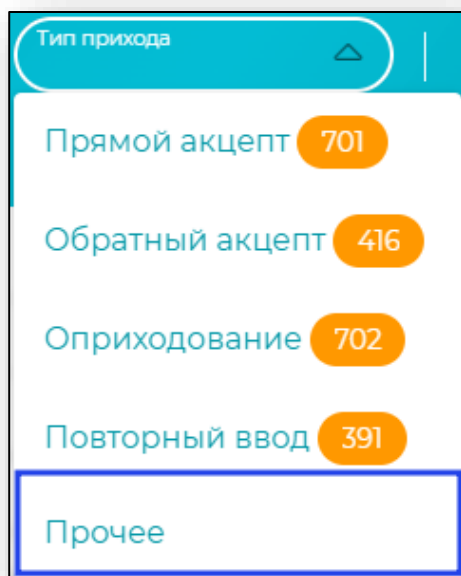 Тип прихода
Прямой акцепт 701
Обратный акцепт 416
Оприходование 702
Повторный ввод 391
Прочее